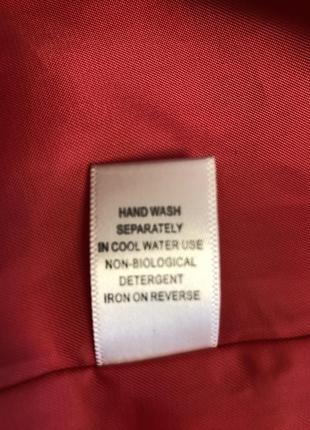 HAND WASH
SEPARATELY
IN COOL WATER USE
NON-BIOLOGICAL
DETERGENT
IRON ON REVERSE